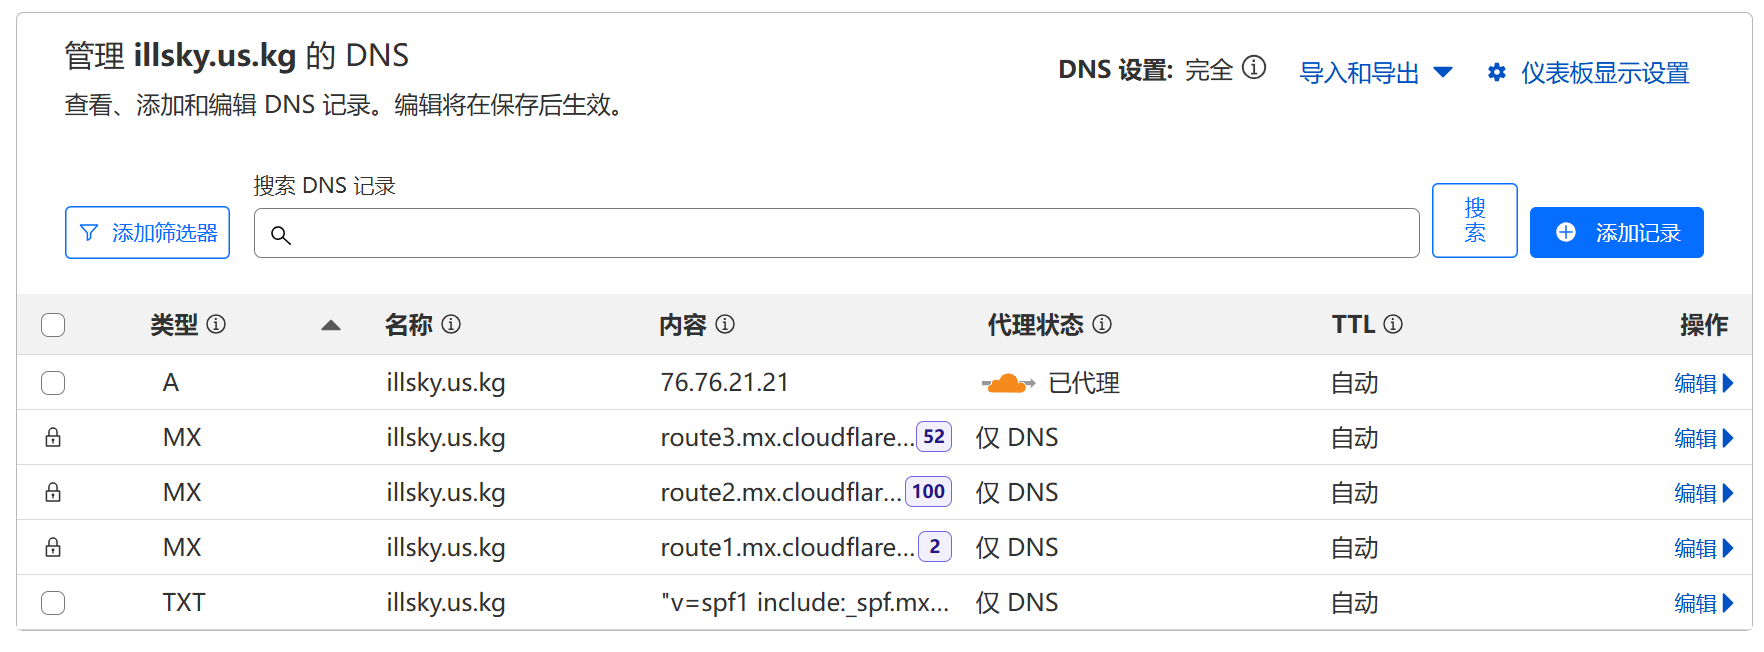 管理 illsky.us.kg 的 DNS
查看、添加和编辑 DNS 记录。编辑将在保存后生效。
DNS 设置: 完全
导入和导出
仪表板显示设置
搜索 DNS 记录
添加筛选器
搜
索
添加记录
类型 名称 内容 代理状态 TTL 操作
A illsky.us.kg 76.76.21.21 已代理 自动 编辑
MX illsky.us.kg route3.mx.cloudflare... 52 仅 DNS 自动 编辑
MX illsky.us.kg route2.mx.cloudflar... 100 仅 DNS 自动 编辑
MX illsky.us.kg route1.mx.cloudflare... 2 仅 DNS 自动 编辑
TXT illsky.us.kg "v=spf1 include:_spf.mx... 仅 DNS 自动 编辑